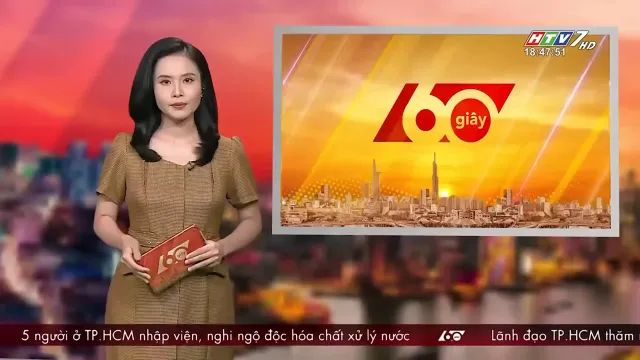 HTV7 HD
18:47:51
60 giây
5 người ở TP.HCM nhập viện, nghi ngộ độc hóa chất xử lý nước
60
Lãnh đạo TP.HCM thăm